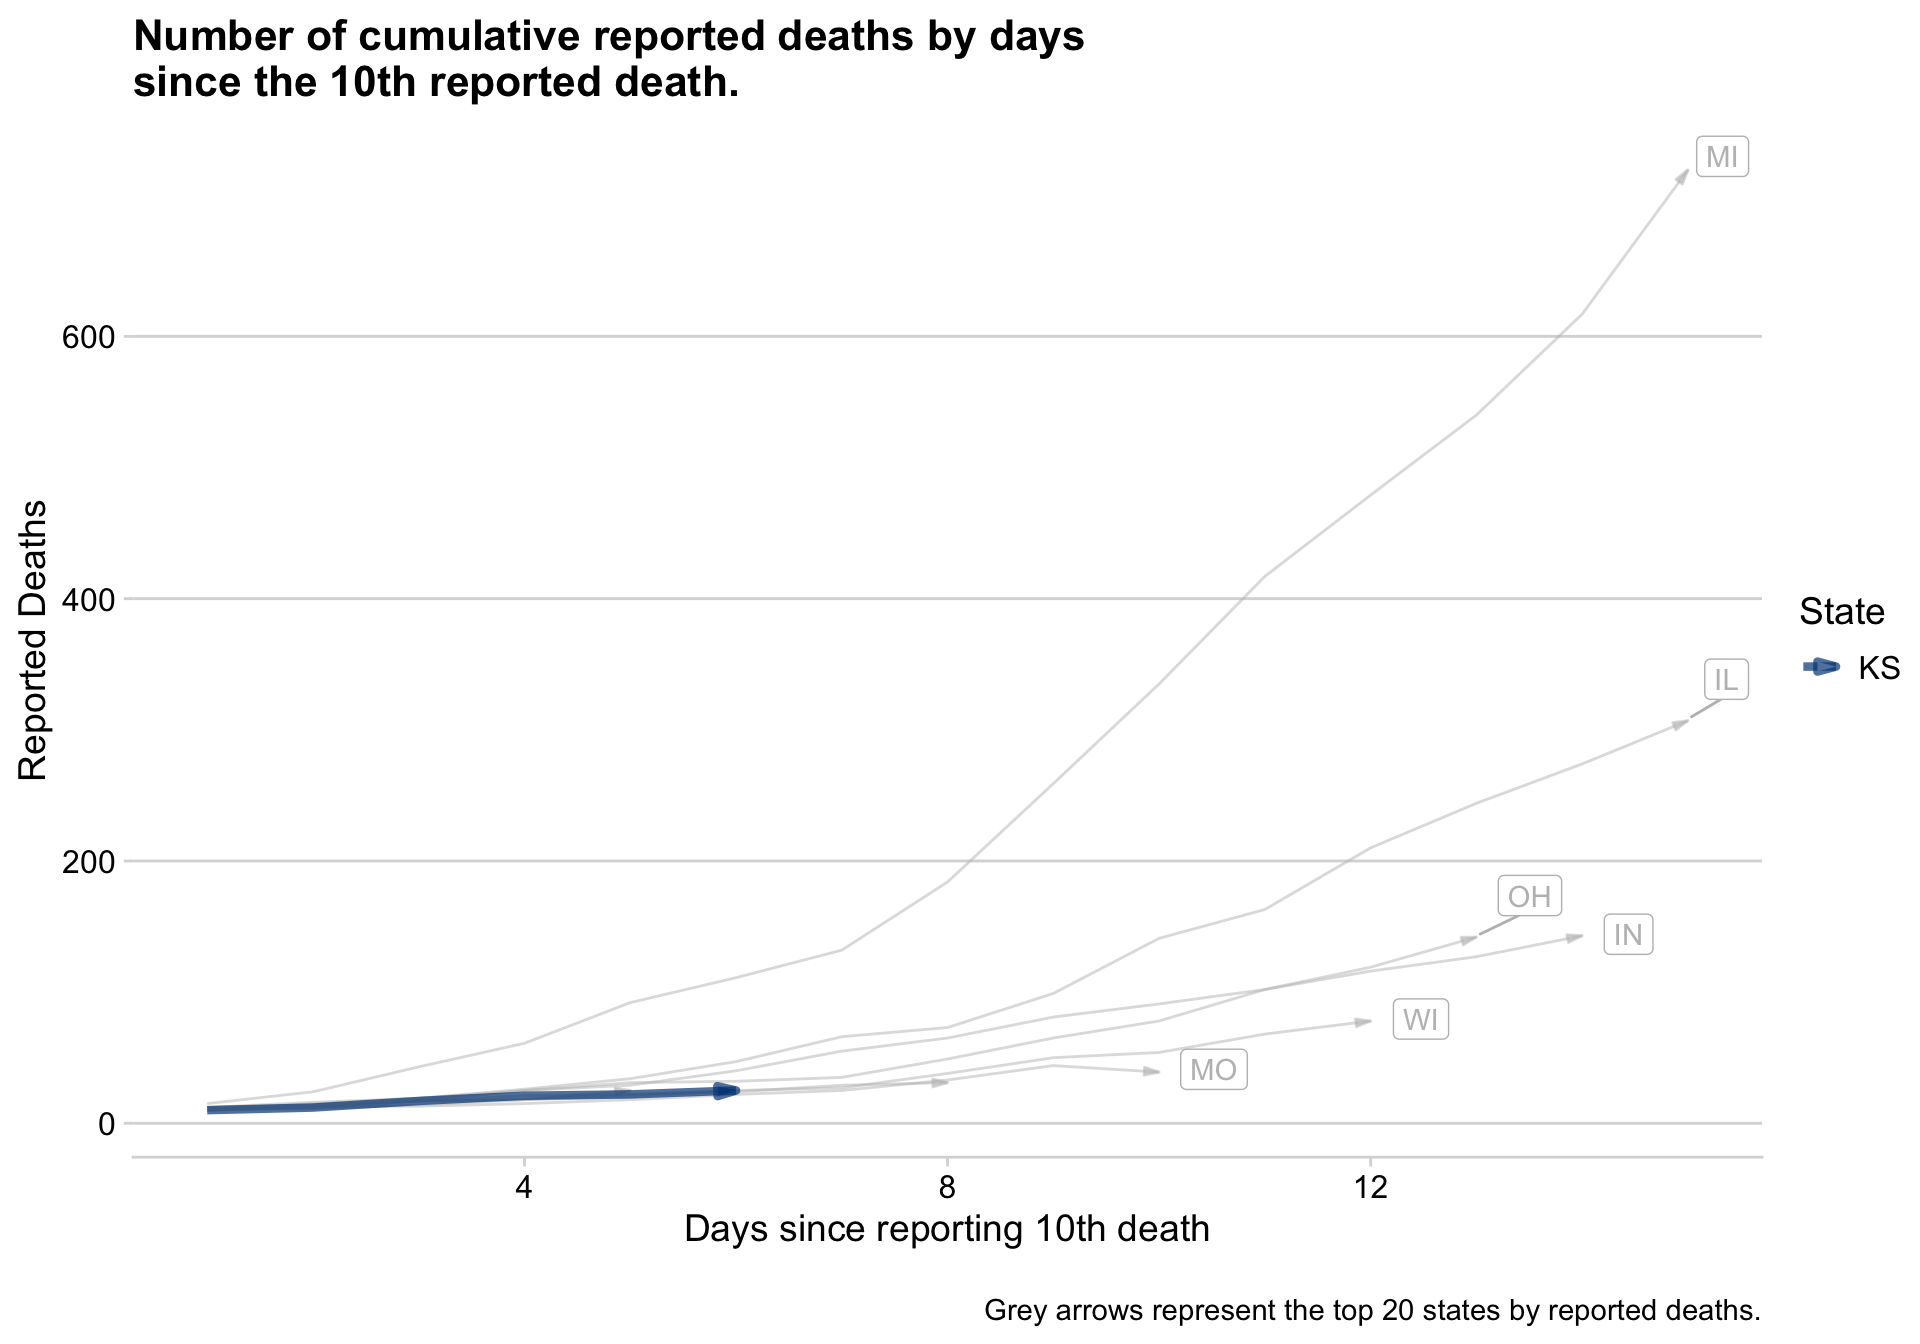 Number of cumulative reported deaths by days
since the 10th reported death.
MI
600
Reported Deaths
400
State
KS
IL
200
OH
IN
WI
MO
0
4
8
12
Days since reporting 10th death
Grey arrows represent the top 20 states by reported deaths.